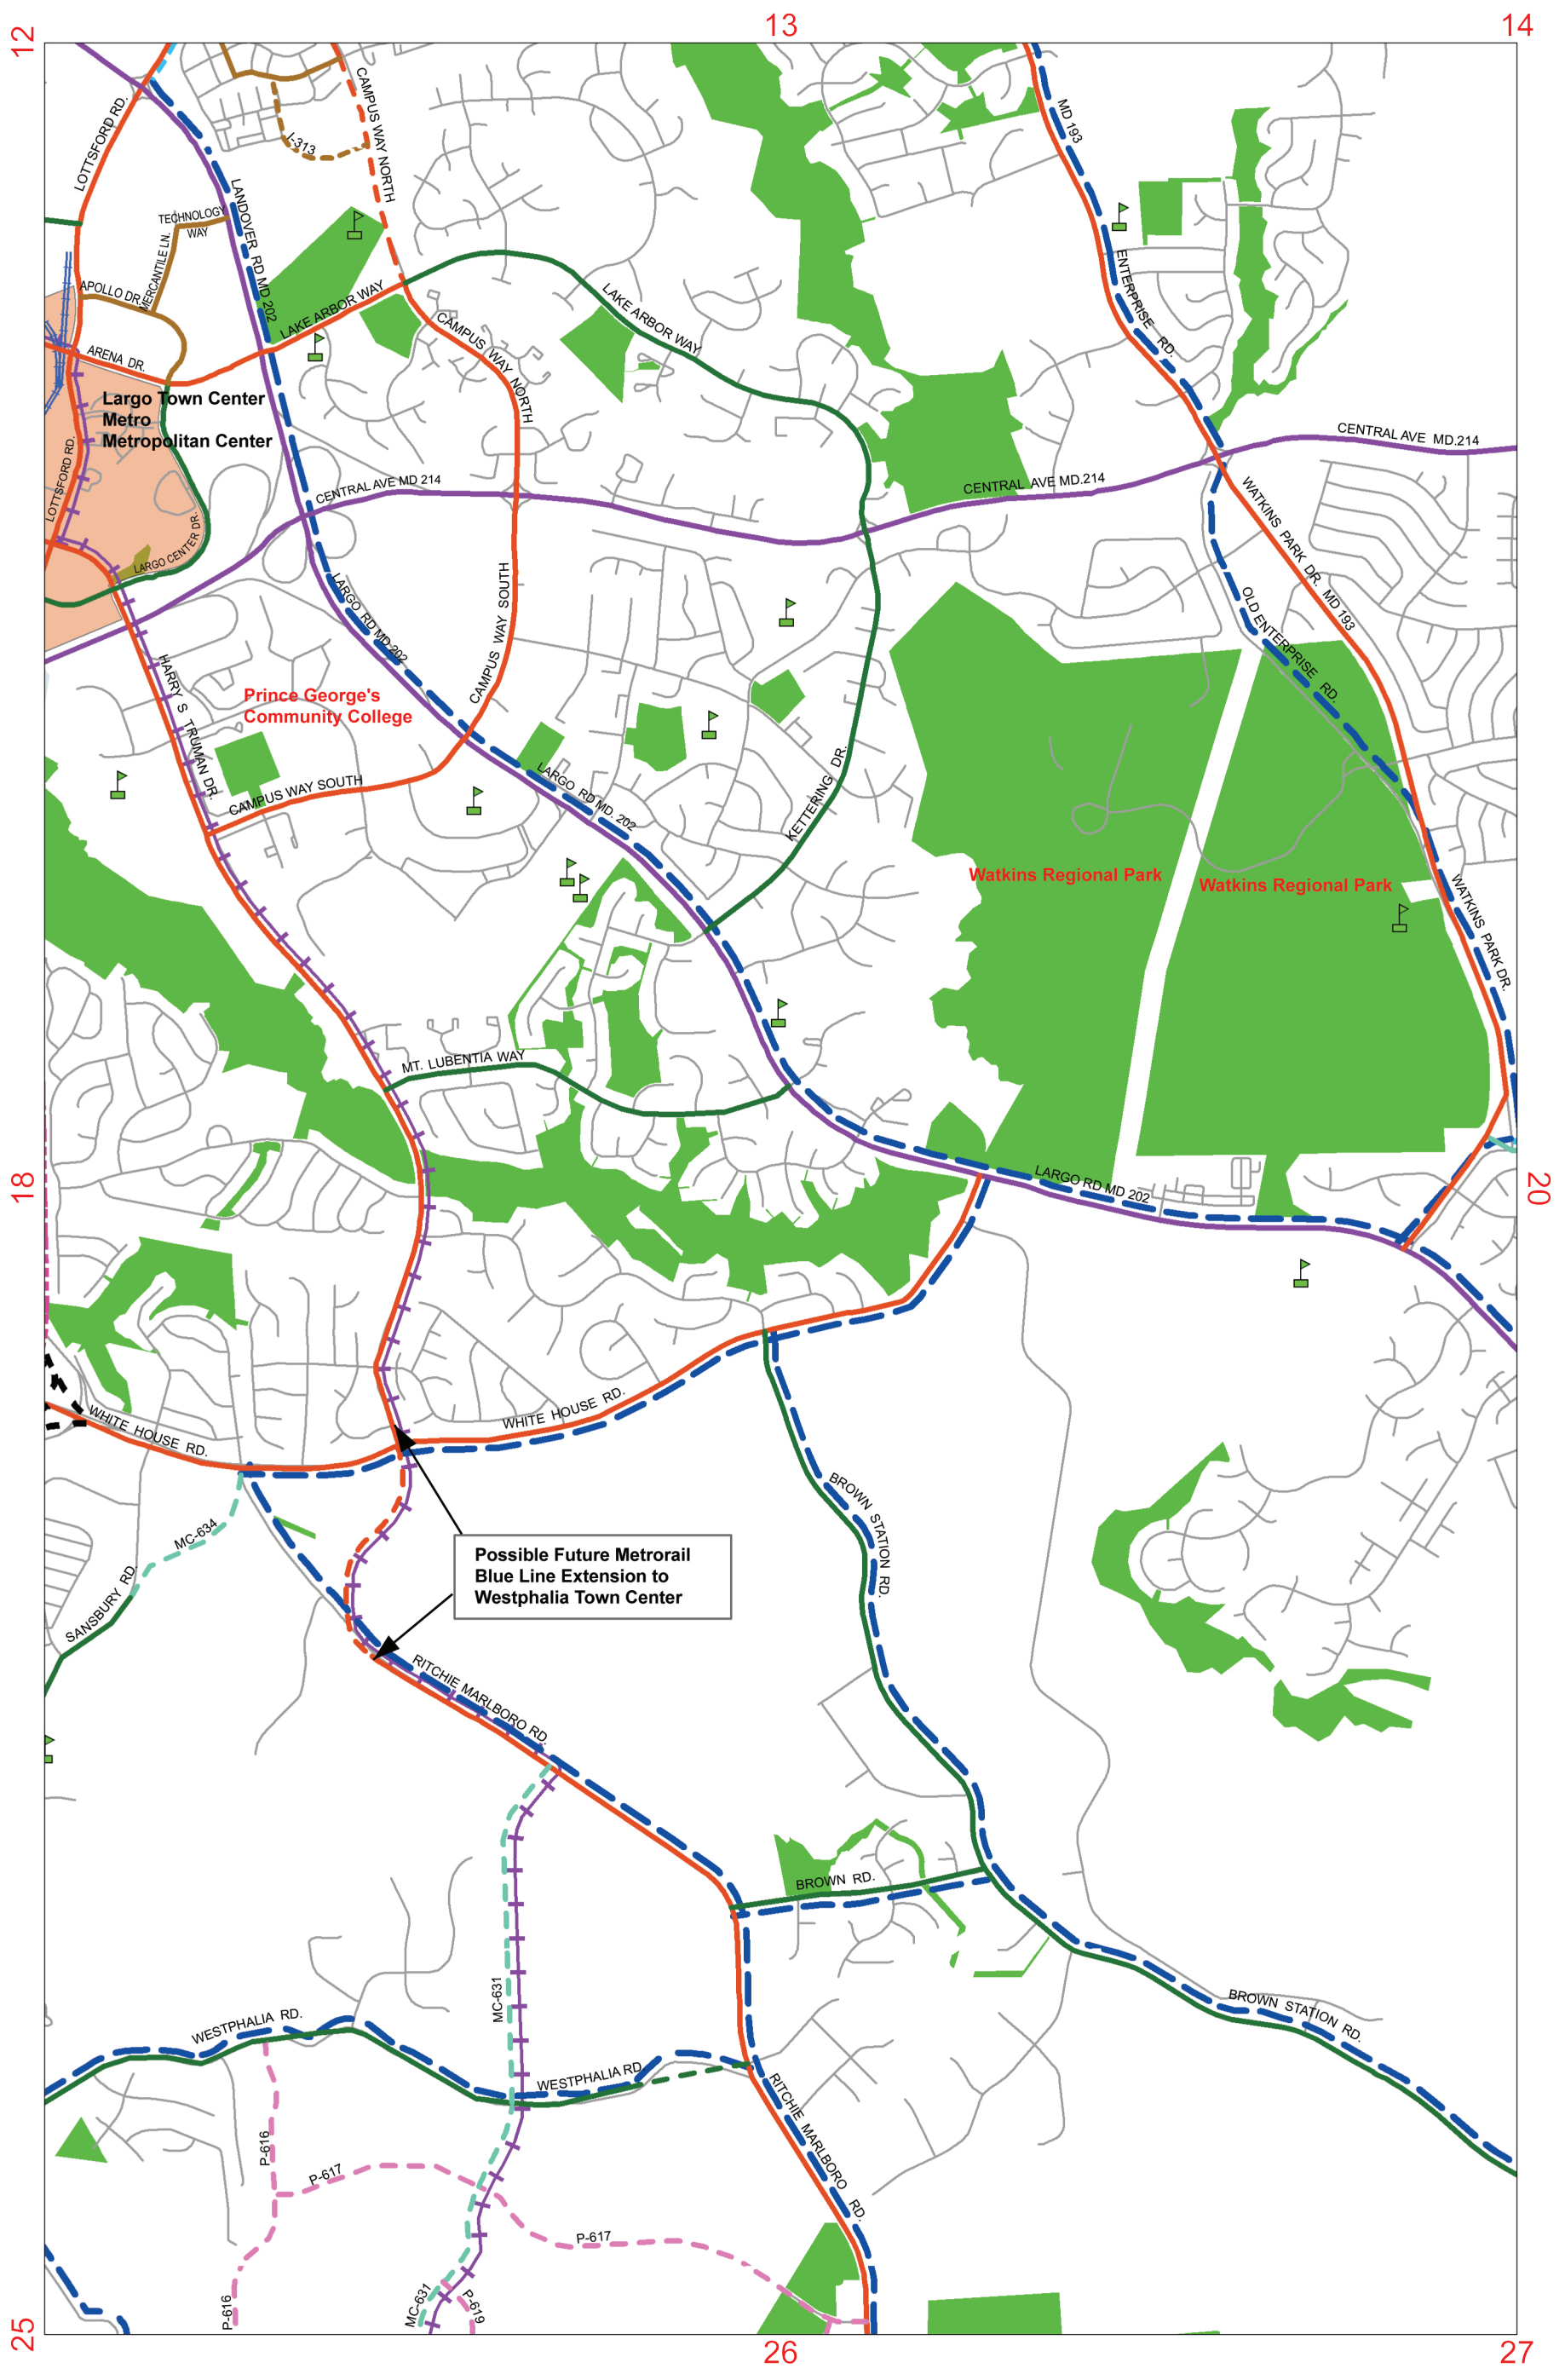 12
13
14
LOTTSFORD RD.
CAMPUS WAY NORTH
I-313
MD 193
TECHNOLOGY
WAY
LANDOVER RD MD 202
MERCANTILE LN.
APOLLO DR.
LAKE ARBOR WAY
LAKE ARBOR WAY
ENTERPRISE RD.
CAMPUS WAY NORTH
ARENA DR.
Largo Town Center
Metro
Metropolitan Center
LOTTSFORD RD.
CENTRAL AVE MD 214
CENTRAL AVE MD.214
CENTRAL AVE MD.214
LARGO CENTER DR.
WATKINS PARK DR. MD 193
LARGO RD MD 202
CAMPUS WAY SOUTH
OLD ENTERPRISE RD.
HARRY S TRUMAN DR.
Prince George's
Community College
CAMPUS WAY SOUTH
LARGO RD MD. 202
KETTERING DR.
Watkins Regional Park
Watkins Regional Park
WATKINS PARK DR.
MT. LUBENTIA WAY
18
LARGO RD MD 202
20
WHITE HOUSE RD.
WHITE HOUSE RD.
BROWN STATION RD.
MC-634
SANSBURY RD.
Possible Future Metrorail
Blue Line Extension to
Westphalia Town Center
RITCHIE MARLBORO RD.
BROWN RD.
MC-631
WESTPHALIA RD.
BROWN STATION RD.
WESTPHALIA RD.
RITCHIE MARLBORO RD.
P-616
P-617
P-617
P-616
MC-631
P-619
25
26
27